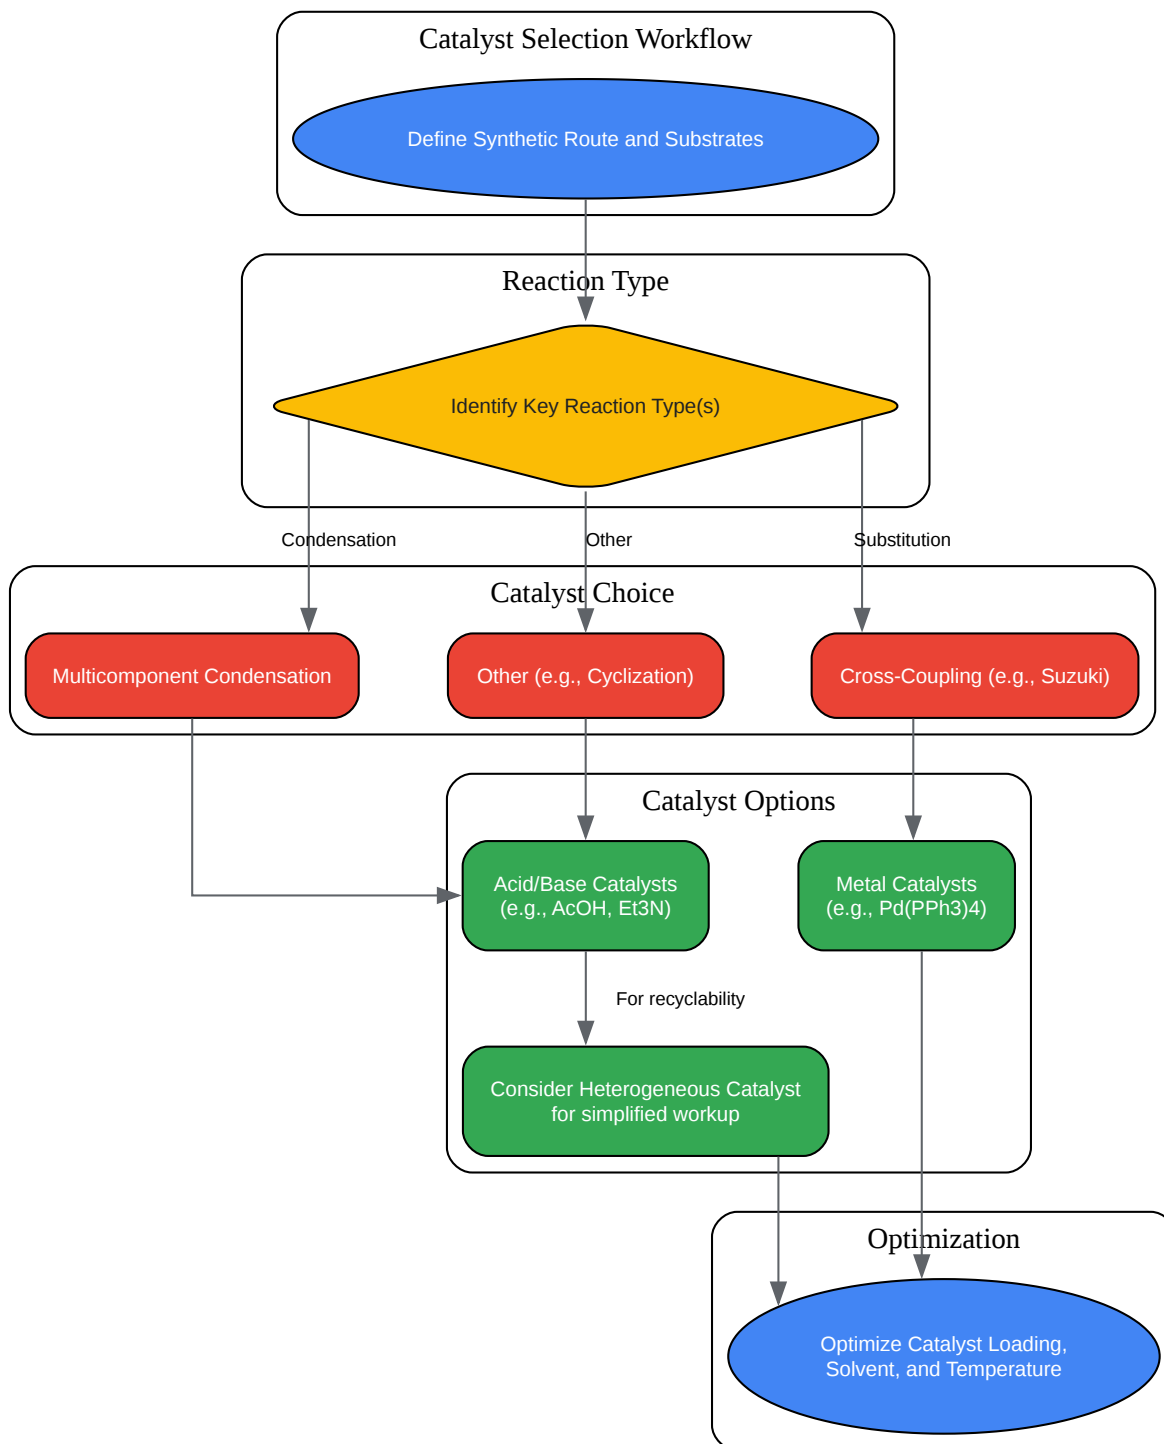 Catalyst Selection Workflow
Define Synthetic Route and Substrates
Reaction Type
Identify Key Reaction Type(s)
Condensation
Other
Substitution
Catalyst Choice
Multicomponent Condensation
Other (e.g., Cyclization)
Cross-Coupling (e.g., Suzuki)
Catalyst Options
Acid/Base Catalysts
(e.g., AcOH, Et3N)
Metal Catalysts
(e.g., Pd(PPh3)4)
For recyclability
Consider Heterogeneous Catalyst
for simplified workup
Optimization
Optimize Catalyst Loading,
Solvent, and Temperature